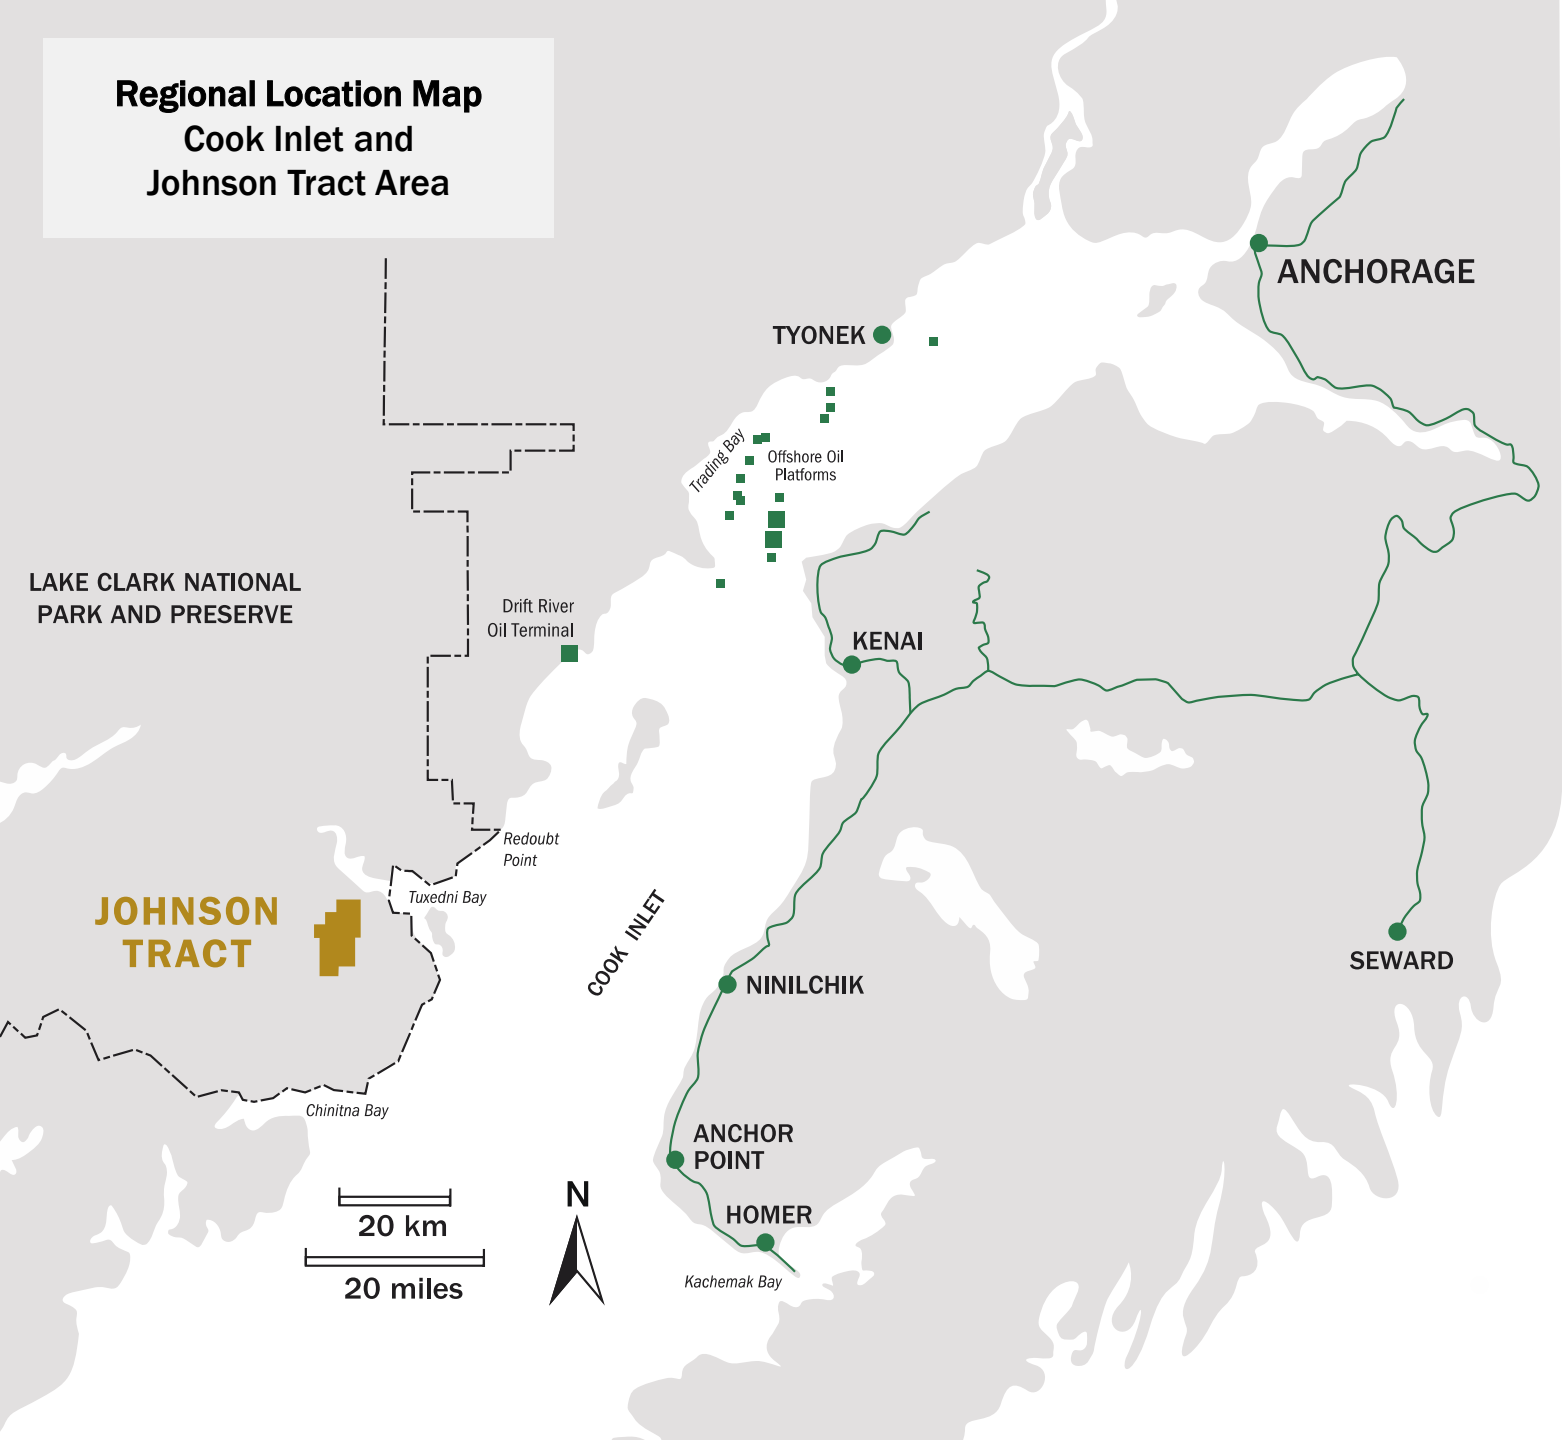 Regional Location Map
Cook Inlet and
Johnson Tract Area
ANCHORAGE
TYONEK
Trading Bay
Offshore Oil
Platforms
LAKE CLARK NATIONAL
PARK AND PRESERVE
Drift River
Oil Terminal
KENAI
Redoubt
Point
Tuxedni Bay
JOHNSON
TRACT
COOK INLET
SEWARD
NINILCHIK
Chinitna Bay
ANCHOR
POINT
N
20 km
HOMER
20 miles
Kachemak Bay